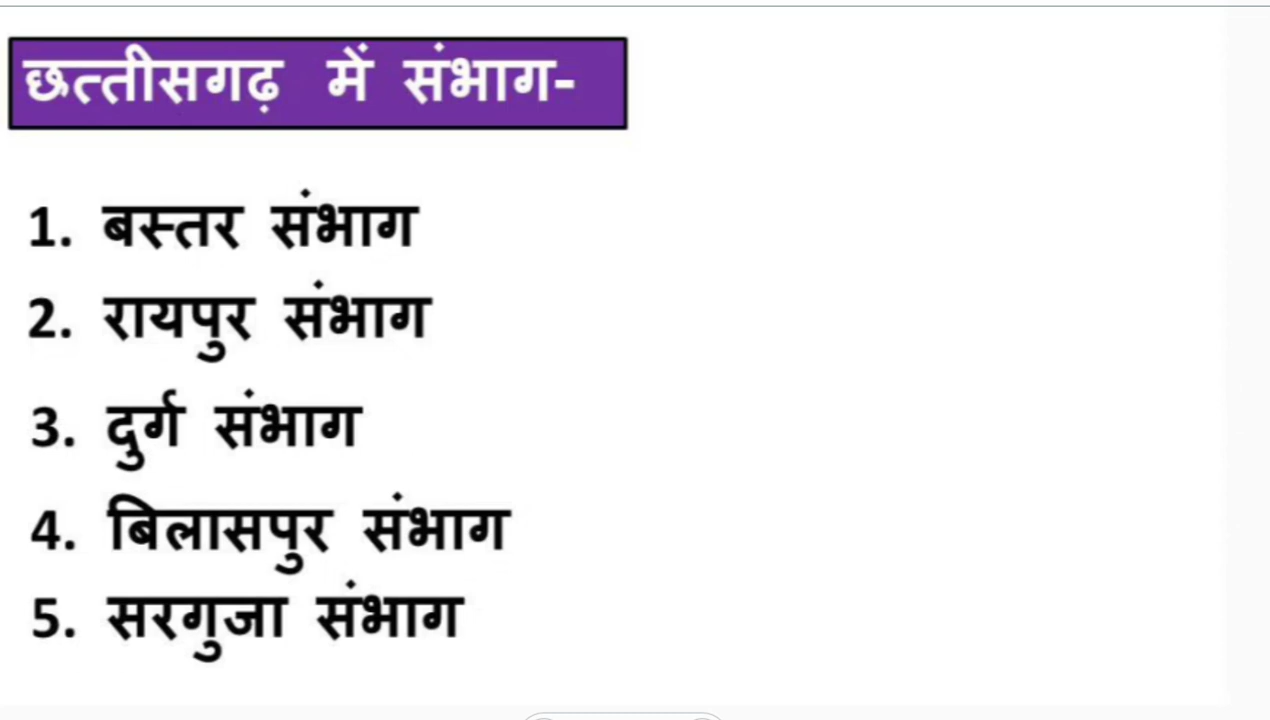 छत्तीसगढ़ में संभाग-
1. बस्तर संभाग
2. रायपुर संभाग
3. दुर्ग संभाग
4. बिलासपुर संभाग
5. सरगुजा संभाग